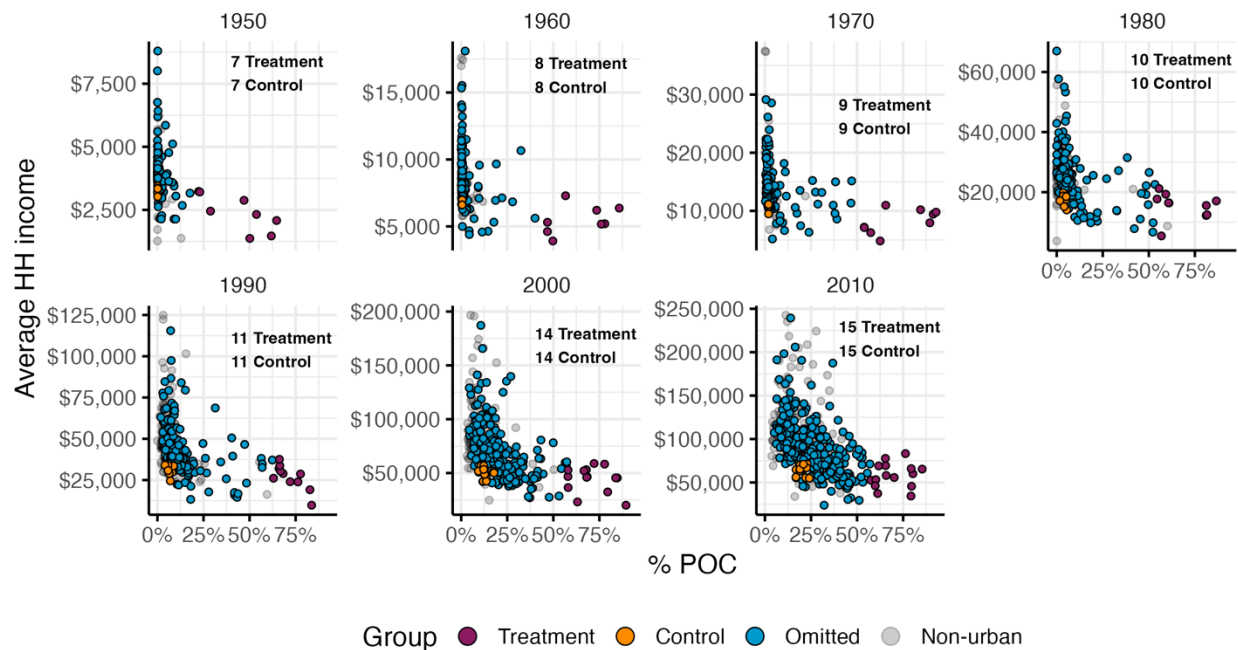 1950
1960
1970
1980
Average HH income
$7,500
$5,000
$2,500
7 Treatment
7 Control
$15,000
$10,000
$5,000
8 Treatment
8 Control
$30,000
$20,000
$10,000
9 Treatment
9 Control
$60,000
$40,000
$20,000
10 Treatment
10 Control
0% 25% 50% 75%
1990
2000
2010
$125,000
$100,000
$75,000
$50,000
$25,000
11 Treatment
11 Control
0% 25% 50% 75%
$200,000
$150,000
$100,000
$50,000
14 Treatment
14 Control
0% 25% 50% 75%
$250,000
$200,000
$150,000
$100,000
$50,000
15 Treatment
15 Control
0% 25% 50% 75%
% POC
Group Treatment Control Omitted Non-urban